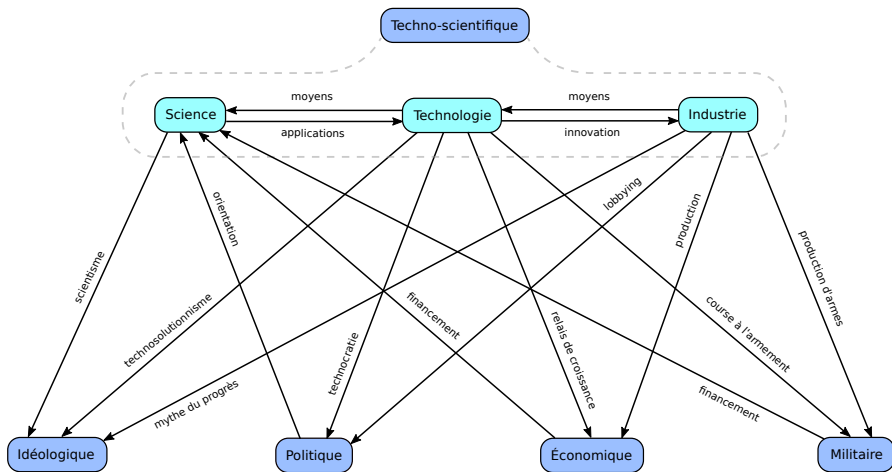 Techno-scientifique
moyens
moyens
Science
Technologie
Industrie
applications
innovation
orientation
lobbying
scientisme
production
production d'armes
technosolutionnisme
financement
course à l'armement
technocratie
relais de croissance
mythe du progrès
financement
Idéologique
Politique
Économique
Militaire